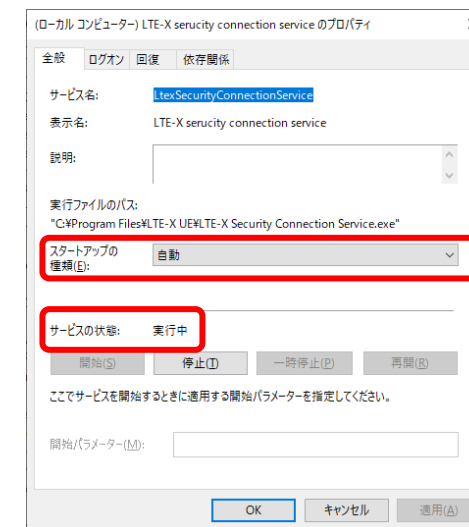 (ローカル コンピューター) LTE-X serucity connection service のプロパティ
全般 ログオン 回復 依存関係
サービス名: LtexSecurityConnectionService
表示名: LTE-X serucity connection service
説明:
実行ファイルのパス:
"C:¥Program Files¥LTE-X UE¥LTE-X Security Connection Service.exe"
スタートアップの
種類(E): 自動
サービスの状態: 実行中
開始(S) 停止(T) 一時停止(P) 再開(R)
ここでサービスを開始するときに適用する開始パラメーターを指定してください。
開始パラメーター(M):
OK キャンセル 適用(A)